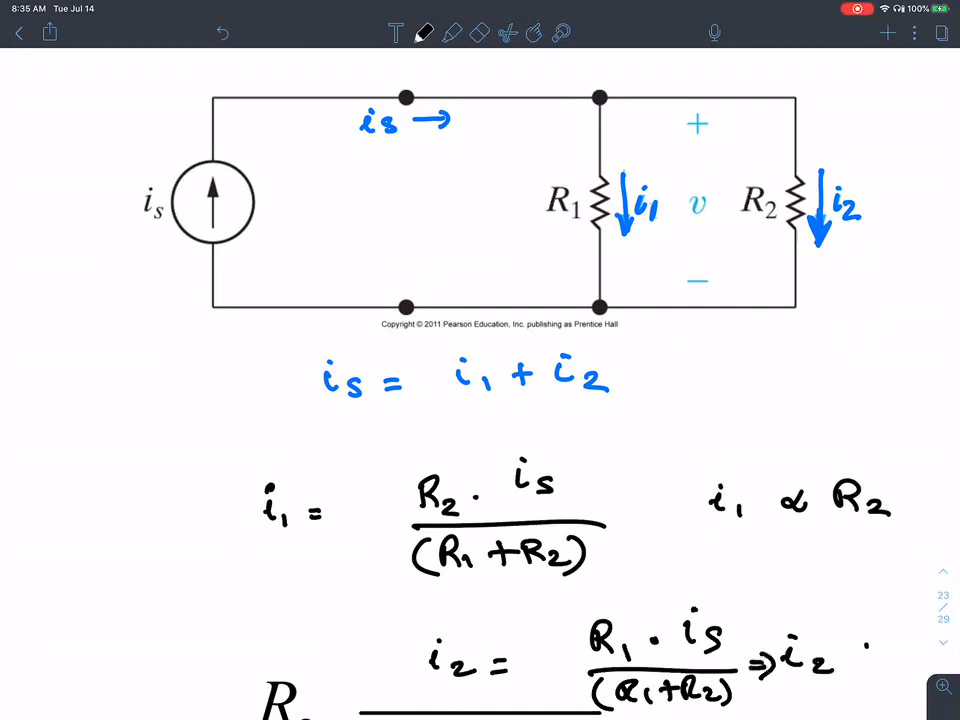 8:35 AM Tue Jul 14
100%
T
is →
+
is
R1
i1
v
R2
i2
−
Copyright © 2011 Pearson Education, Inc. publishing as Prentice Hall
is = i1 + i2
i1 = R2 · is / (R1 + R2)
i1 ∝ R2
23
/
29
i2 = R1 · is / (R1+R2) ⇒ i2
R